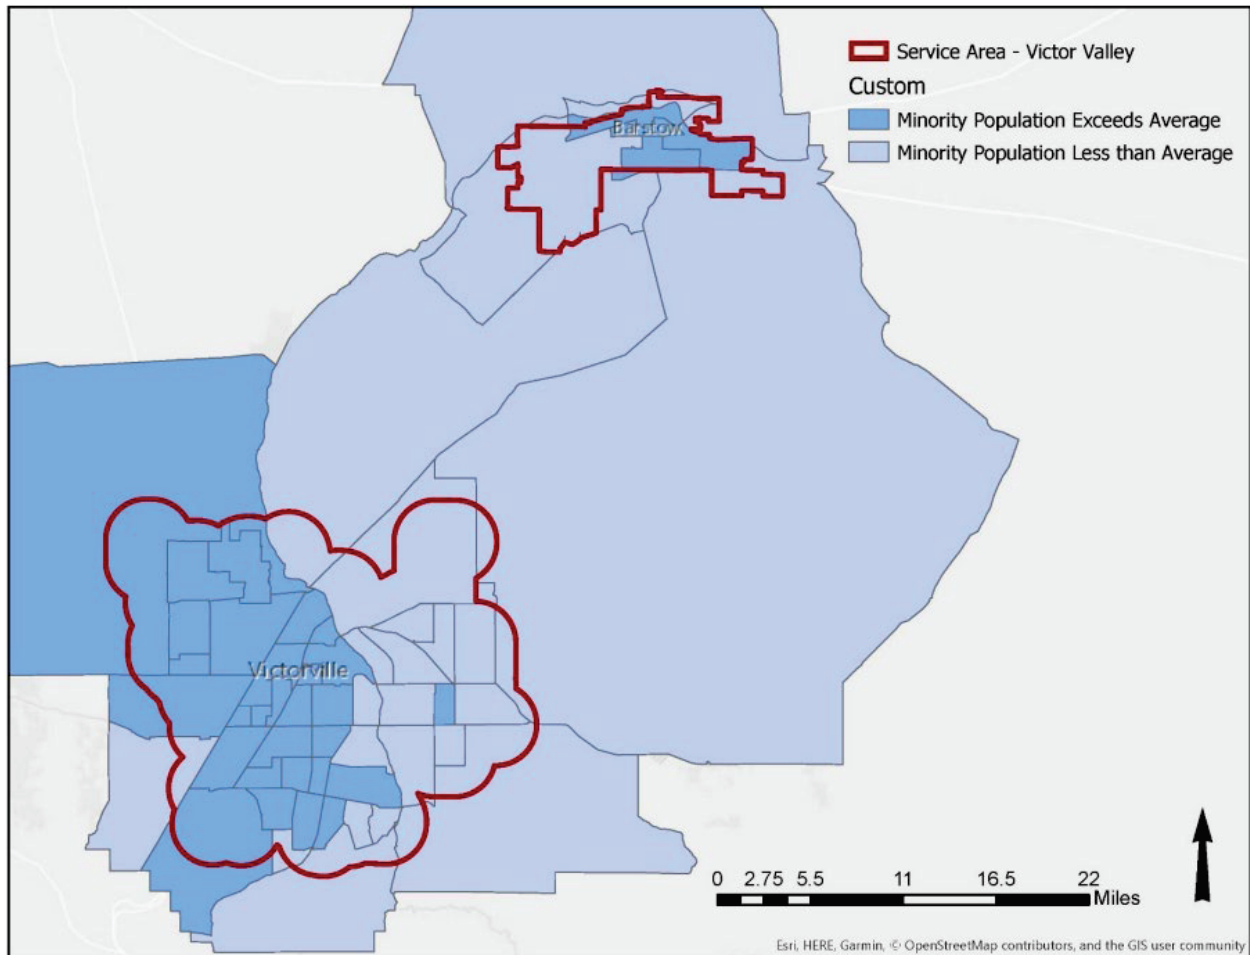 Service Area - Victor Valley
Custom
Minority Population Exceeds Average
Minority Population Less than Average
Barstow
Victorville
0 2.75 5.5 11 16.5 22
Miles
Esri, HERE, Garmin, © OpenStreetMap contributors, and the GIS user community